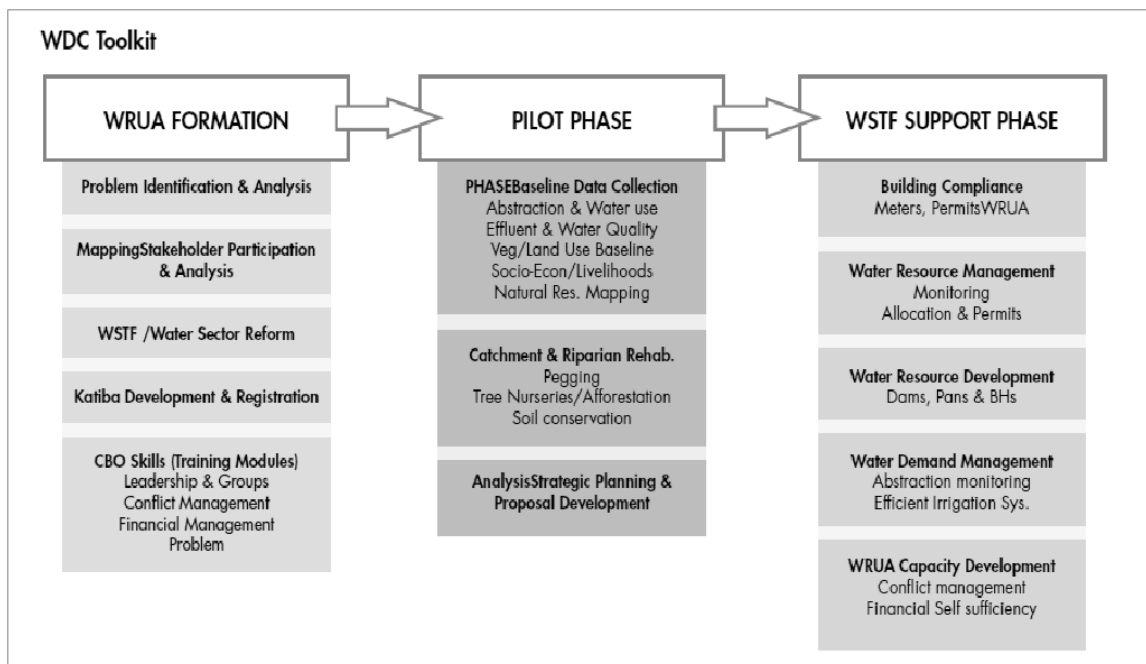 WDC Toolkit
WRUA FORMATION
Problem Identification & Analysis
MappingStakeholder Participation
& Analysis
WSTF /Water Sector Reform
Katiba Development & Registration
CBO Skills (Training Modules)
Leadership & Groups
Conflict Management
Financial Management
Problem
PILOT PHASE
PHASEBaseline Data Collection
Abstraction & Water use
Effluent & Water Quality
Veg/Land Use Baseline
Socio-Econ/Livelihoods
Natural Res. Mapping
Catchment & Riparian Rehab.
Pegging
Tree Nurseries/Afforestation
Soil conservation
AnalysisStrategic Planning &
Proposal Development
WSTF SUPPORT PHASE
Building Compliance
Meters, PermitsWRUA
Water Resource Management
Monitoring
Allocation & Permits
Water Resource Development
Dams, Pans & BHs
Water Demand Management
Abstraction monitoring
Efficient Irrigation Sys.
WRUA Capacity Development
Conflict management
Financial Self sufficiency